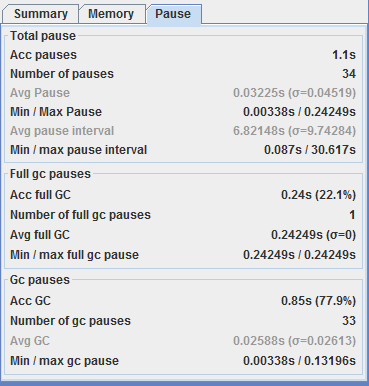 Summary Memory Pause
Total pause
Acc pauses 1.1s
Number of pauses 34
Avg Pause 0.03225s (σ=0.04519)
Min / Max Pause 0.00338s / 0.24249s
Avg pause interval 6.82148s (σ=9.74284)
Min / max pause interval 0.087s / 30.617s
Full gc pauses
Acc full GC 0.24s (22.1%)
Number of full gc pauses 1
Avg full GC 0.24249s (σ=0)
Min / max full gc pause 0.24249s / 0.24249s
Gc pauses
Acc GC 0.85s (77.9%)
Number of gc pauses 33
Avg GC 0.02588s (σ=0.02613)
Min / max gc pause 0.00338s / 0.13196s